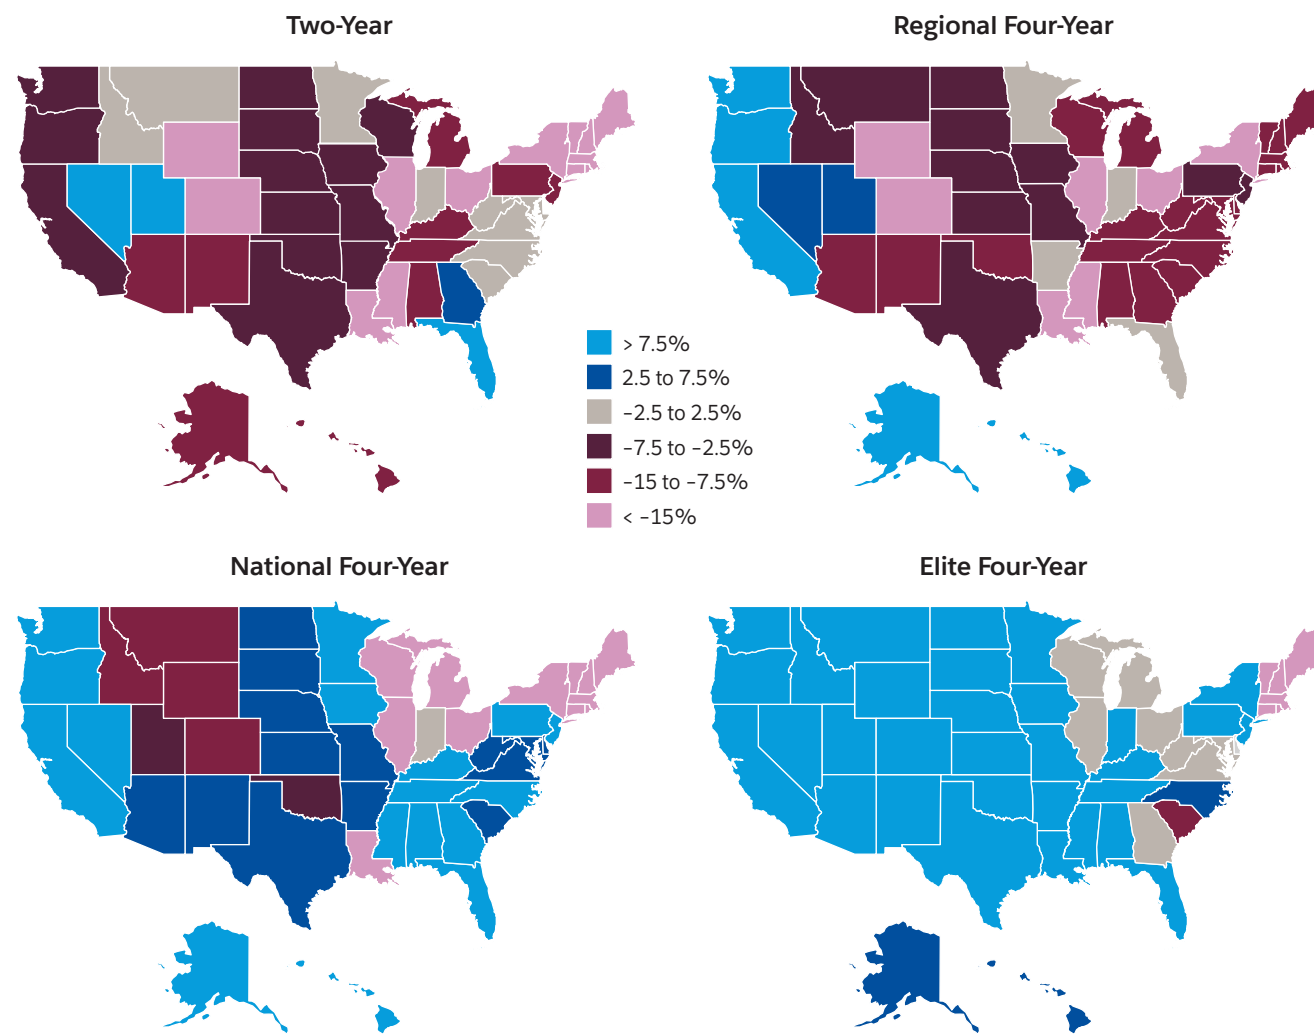 Two-Year
Regional Four-Year
> 7.5%
2.5 to 7.5%
–2.5 to 2.5%
–7.5 to –2.5%
–15 to –7.5%
< –15%
National Four-Year
Elite Four-Year